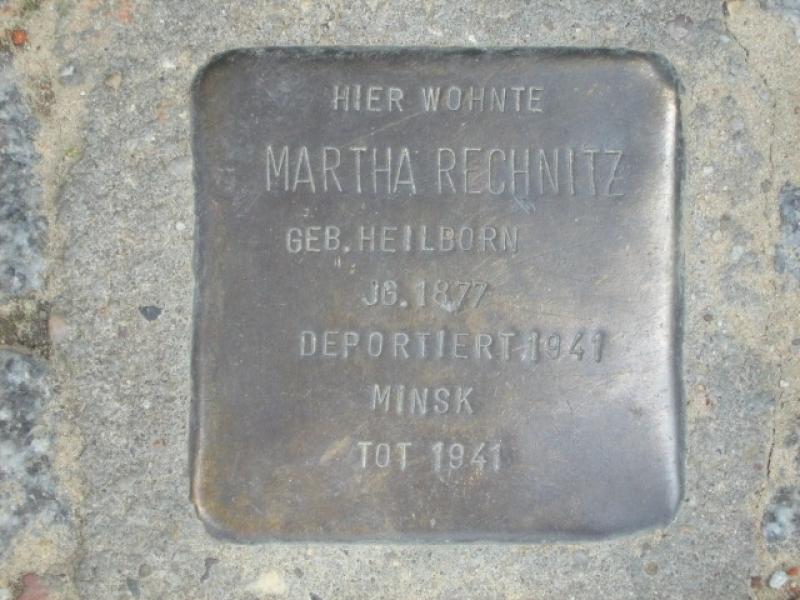 HIER WOHNTE
MARTHA RECHNITZ
GEB. HEILBORN
JG. 1877
DEPORTIERT 1941
MINSK
TOT 1941